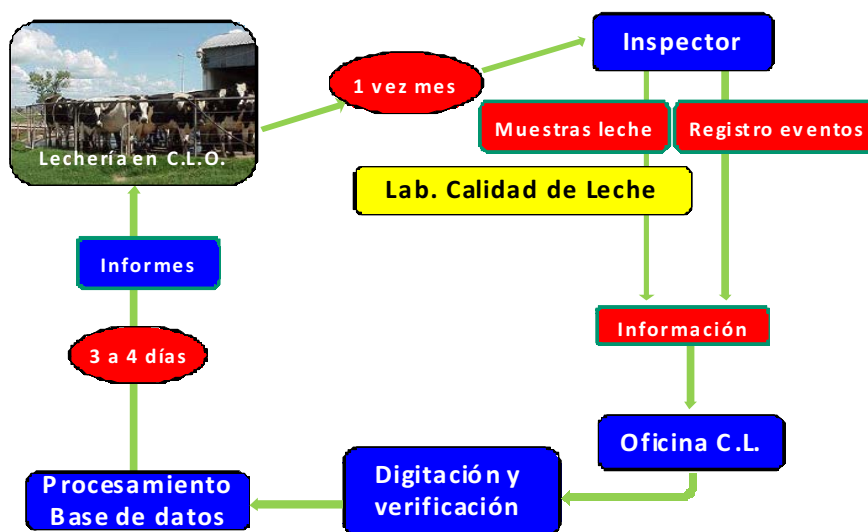 Lechería en C.L.O.
1 vez mes
Inspector
Muestras leche
Registro eventos
Lab. Calidad de Leche
Información
Oficina C.L.
Digitación y
verificación
Procesamiento
Base de datos
3 a 4 días
Informes